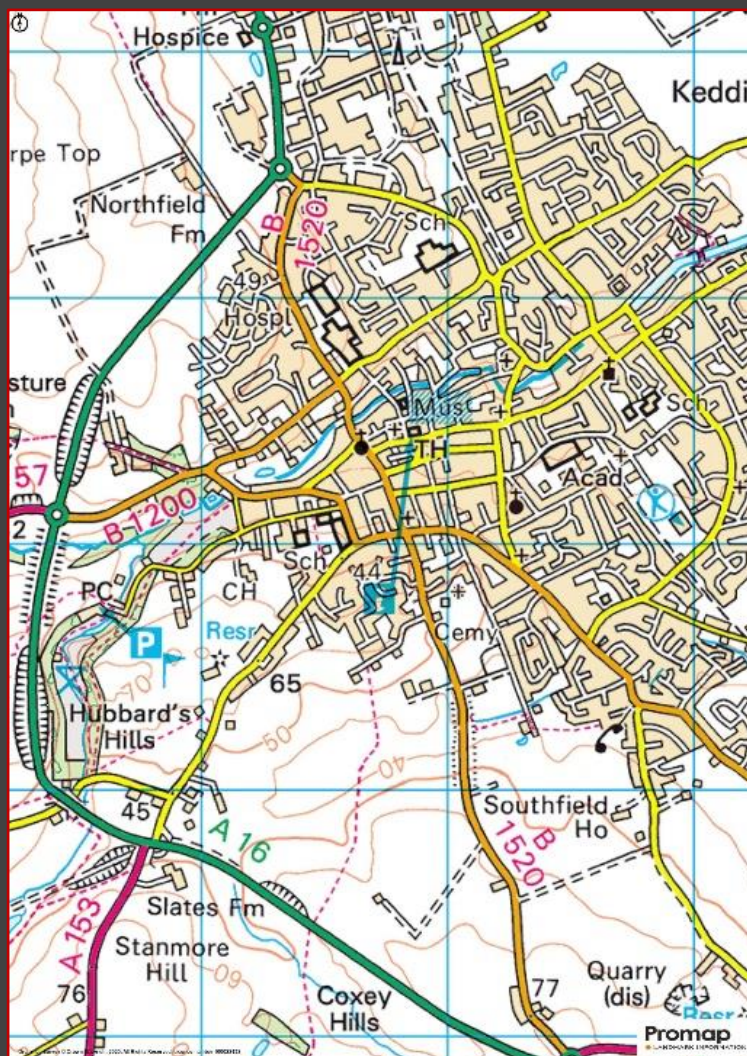 Hospice
Keddi
rpe Top
Northfield
Fm
B
1520
Sch
49
Hospl
sture
Mus
Sch
TH
57
Acad
B 1200
2
Sch
44
PC
CH
i
P
Resr
Cemy
65
70
Hubbard's
Hills
50
40
45
Southfield
Ho
A 16
B
1520
Slates Fm
A 153
Stanmore
Hill
60
76
77
Quarry
(dis)
Coxey
Hills
Resr
Promap
LANDMARK INFORMATION